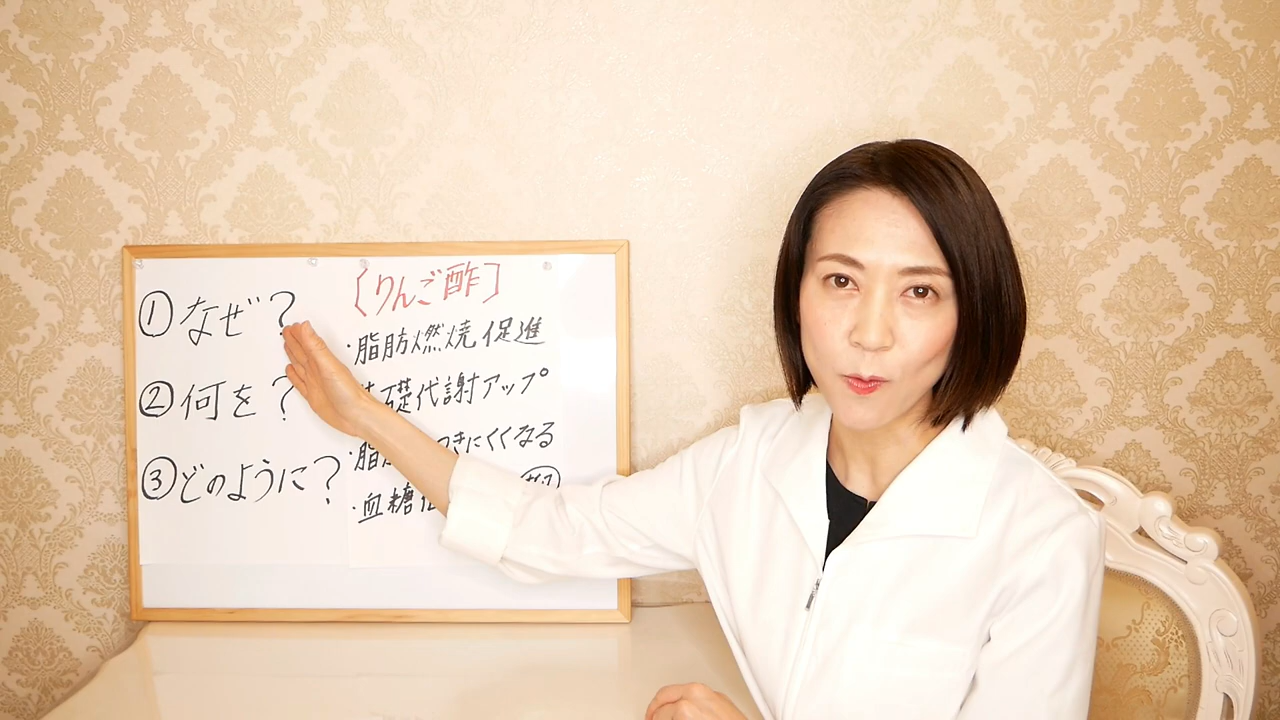 ①なぜ?
②何を?
③どのように?
[りんご酢]
・脂肪燃焼促進
礎代謝アップ
・脂 つきにくくなる
・血糖